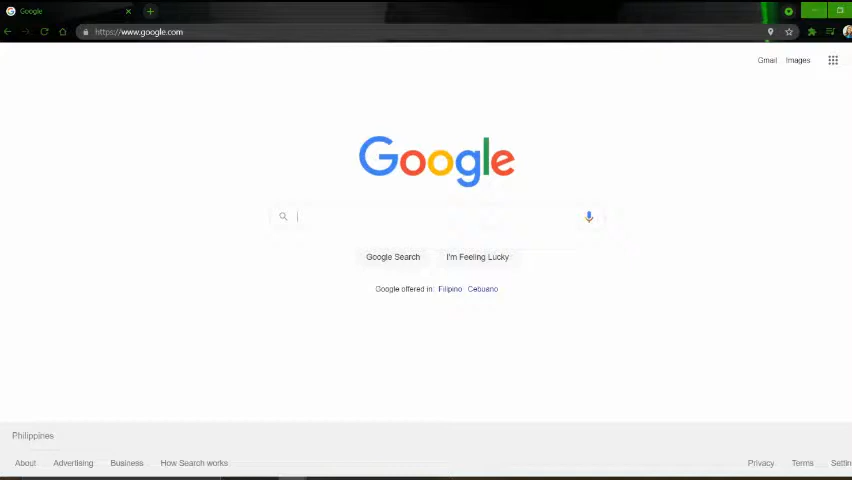 Google
https://www.google.com
Gmail Images
Google
Google Search I'm Feeling Lucky
Google offered in: Filipino Cebuano
Philippines
About Advertising Business How Search works
Privacy Terms Settin